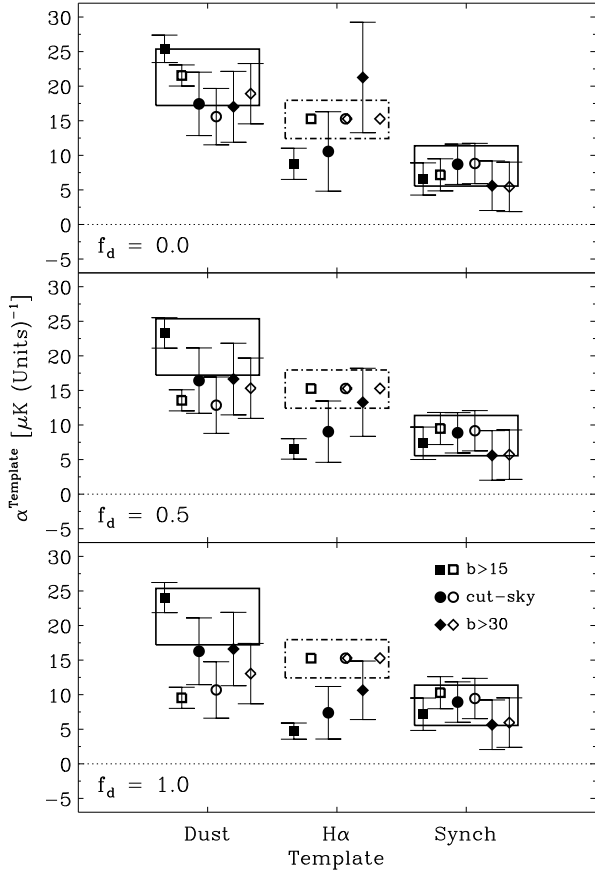 30
25
20
15
10
5
0
−5
f_d = 0.0
30
25
20
15
10
5
0
−5
f_d = 0.5
α^Template [μK (Units)^−1]
30
25
20
15
10
5
0
−5
b>15
cut-sky
b>30
f_d = 1.0
Dust Hα Synch
Template